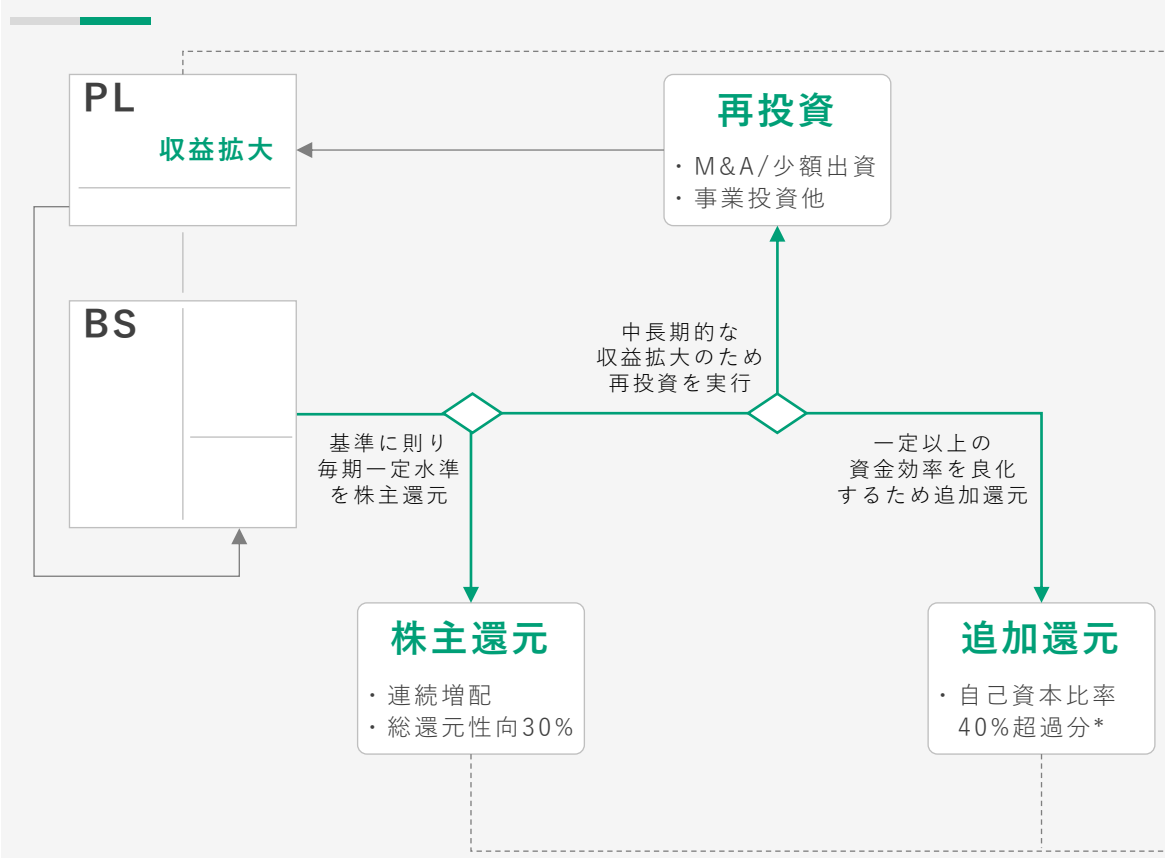 PL
収益拡大
再投資
・M&A/少額出資
・事業投資他
BS
中長期的な
収益拡大のため
再投資を実行
基準に則り
毎期一定水準
を株主還元
一定以上の
資金効率を良化
するため追加還元
株主還元
・連続増配
・総還元性向30%
追加還元
・自己資本比率
40%超過分*